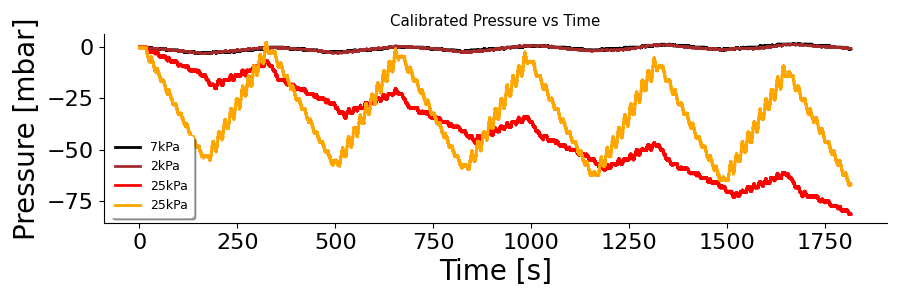 Calibrated Pressure vs Time
Pressure [mbar]
0
−25
−50
−75
7kPa
2kPa
25kPa
25kPa
0 250 500 750 1000 1250 1500 1750
Time [s]